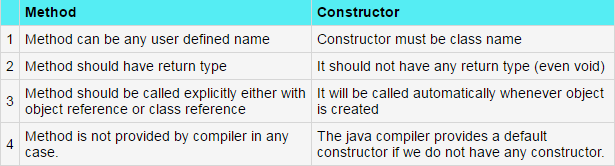 Method Constructor
1 Method can be any user defined name Constructor must be class name
2 Method should have return type It should not have any return type (even void)
3 Method should be called explicitly either with It will be called automatically whenever object
object reference or class reference is created
4 Method is not provided by compiler in any The java compiler provides a default
case. constructor if we do not have any constructor.